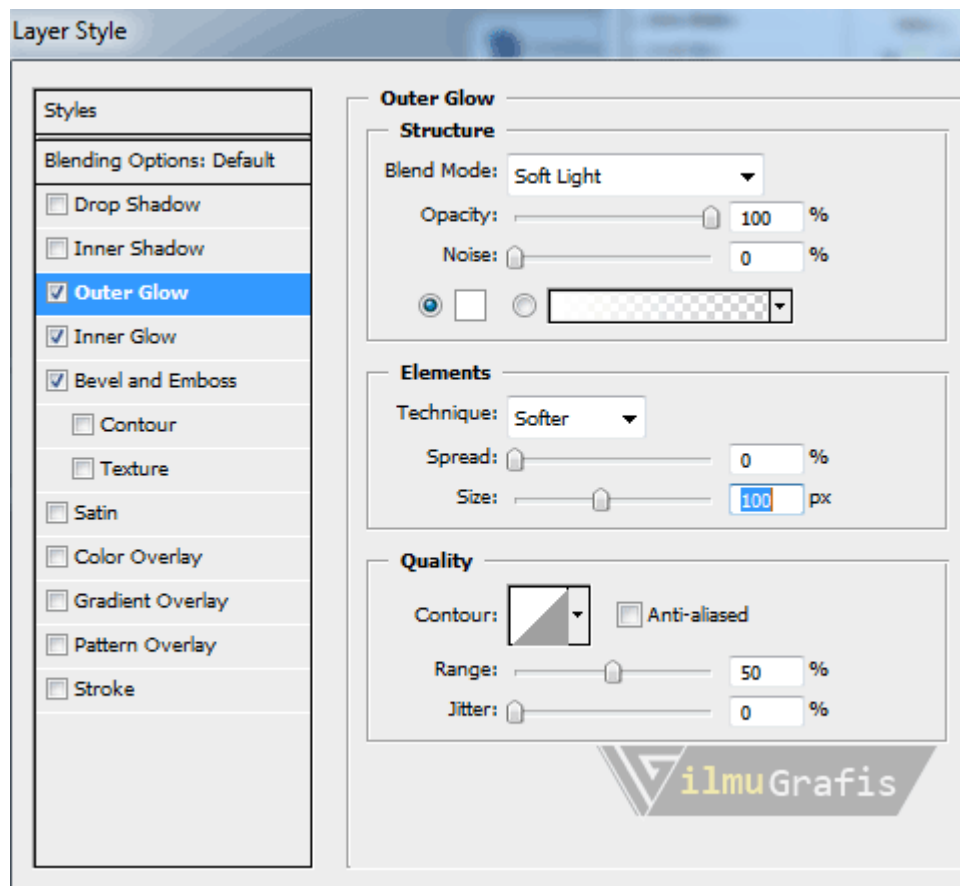 Layer Style
Styles
Blending Options: Default
Drop Shadow
Inner Shadow
Outer Glow
Inner Glow
Bevel and Emboss
Contour
Texture
Satin
Color Overlay
Gradient Overlay
Pattern Overlay
Stroke
Outer Glow
Structure
Blend Mode: Soft Light
Opacity: 100 %
Noise: 0 %
Elements
Technique: Softer
Spread: 0 %
Size: 100 px
Quality
Contour: Anti-aliased
Range: 50 %
Jitter: 0 %
ilmuGrafis